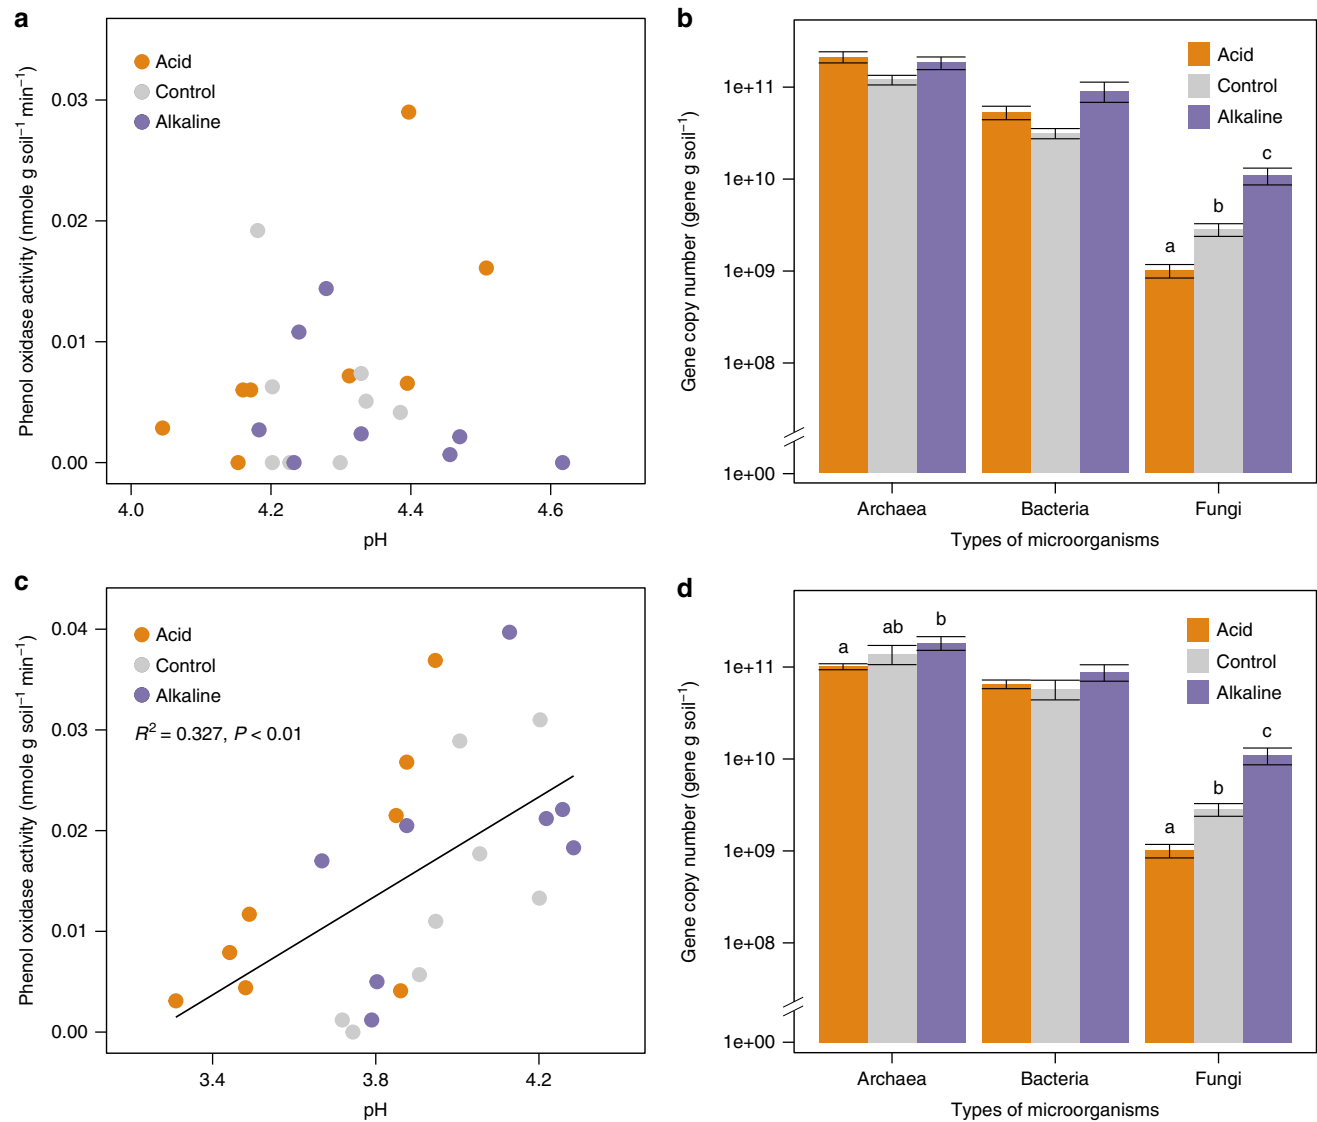 a
Phenol oxidase activity (nmole g soil⁻¹ min⁻¹)
Acid
Control
Alkaline
0.03
0.02
0.01
0.00
4.0 4.2 4.4 4.6
pH
b
Gene copy number (gene g soil⁻¹)
Acid
Control
Alkaline
1e+11
1e+10
1e+09
1e+08
1e+00
a b c
Archaea Bacteria Fungi
Types of microorganisms
c
Phenol oxidase activity (nmole g soil⁻¹ min⁻¹)
Acid
Control
Alkaline
R² = 0.327, P < 0.01
0.04
0.03
0.02
0.01
0.00
3.4 3.8 4.2
pH
d
Gene copy number (gene g soil⁻¹)
Acid
Control
Alkaline
a ab b
1e+11
1e+10
1e+09
1e+08
1e+00
a b c
Archaea Bacteria Fungi
Types of microorganisms